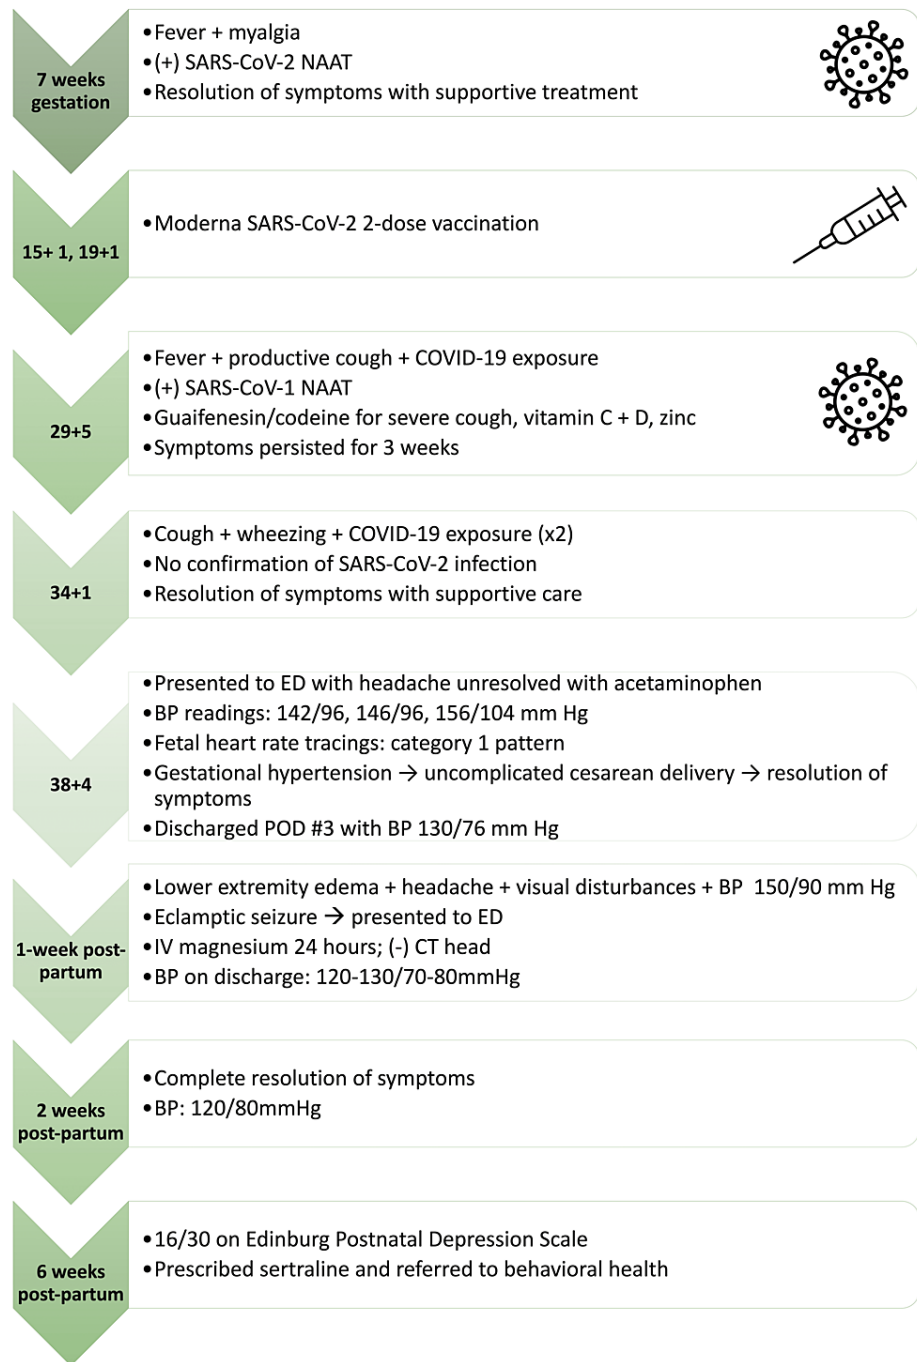 7 weeks
gestation
•Fever + myalgia
•(+) SARS-CoV-2 NAAT
•Resolution of symptoms with supportive treatment
15+ 1, 19+1
•Moderna SARS-CoV-2 2-dose vaccination
29+5
•Fever + productive cough + COVID-19 exposure
•(+) SARS-CoV-1 NAAT
•Guaifenesin/codeine for severe cough, vitamin C + D, zinc
•Symptoms persisted for 3 weeks
34+1
•Cough + wheezing + COVID-19 exposure (x2)
•No confirmation of SARS-CoV-2 infection
•Resolution of symptoms with supportive care
38+4
•Presented to ED with headache unresolved with acetaminophen
•BP readings: 142/96, 146/96, 156/104 mm Hg
•Fetal heart rate tracings: category 1 pattern
•Gestational hypertension → uncomplicated cesarean delivery → resolution of
symptoms
•Discharged POD #3 with BP 130/76 mm Hg
1-week post-
partum
•Lower extremity edema + headache + visual disturbances + BP  150/90 mm Hg
•Eclamptic seizure → presented to ED
•IV magnesium 24 hours; (-) CT head
•BP on discharge: 120-130/70-80mmHg
2 weeks
post-partum
•Complete resolution of symptoms
•BP: 120/80mmHg
6 weeks
post-partum
•16/30 on Edinburg Postnatal Depression Scale
•Prescribed sertraline and referred to behavioral health